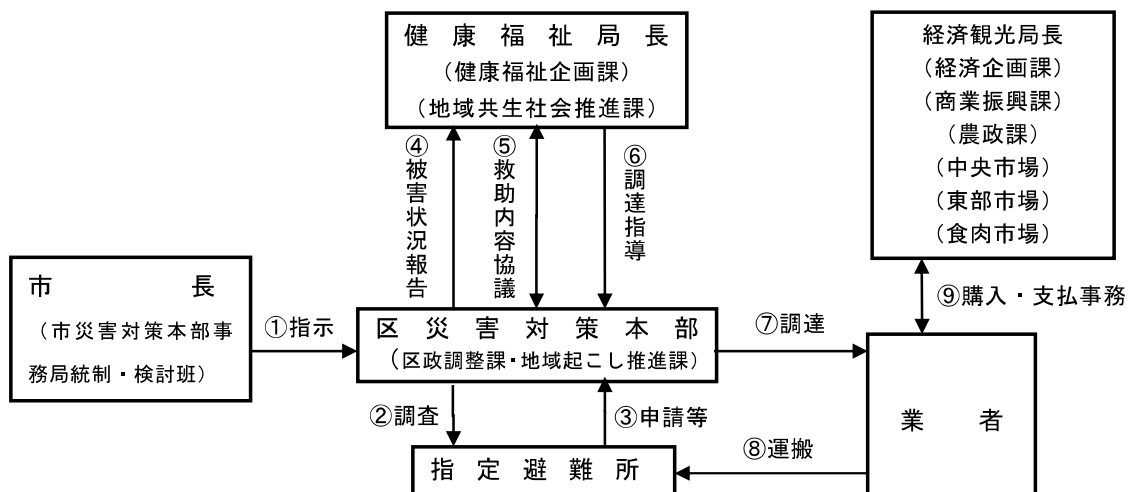 健康福祉局長
（健康福祉企画課）
（地域共生社会推進課）
経済観光局長
（経済企画課）
（商業振興課）
（農政課）
（中央市場）
（東部市場）
（食肉市場）
④被害状況報告
⑤救助内容協議
⑥調達指導
市長
（市災害対策本部事
務局統制・検討班）
①指示
区災害対策本部
（区政調整課・地域起こし推進課）
⑦調達
⑨購入・支払事務
業者
②調査
③申請等
⑧運搬
指定避難所